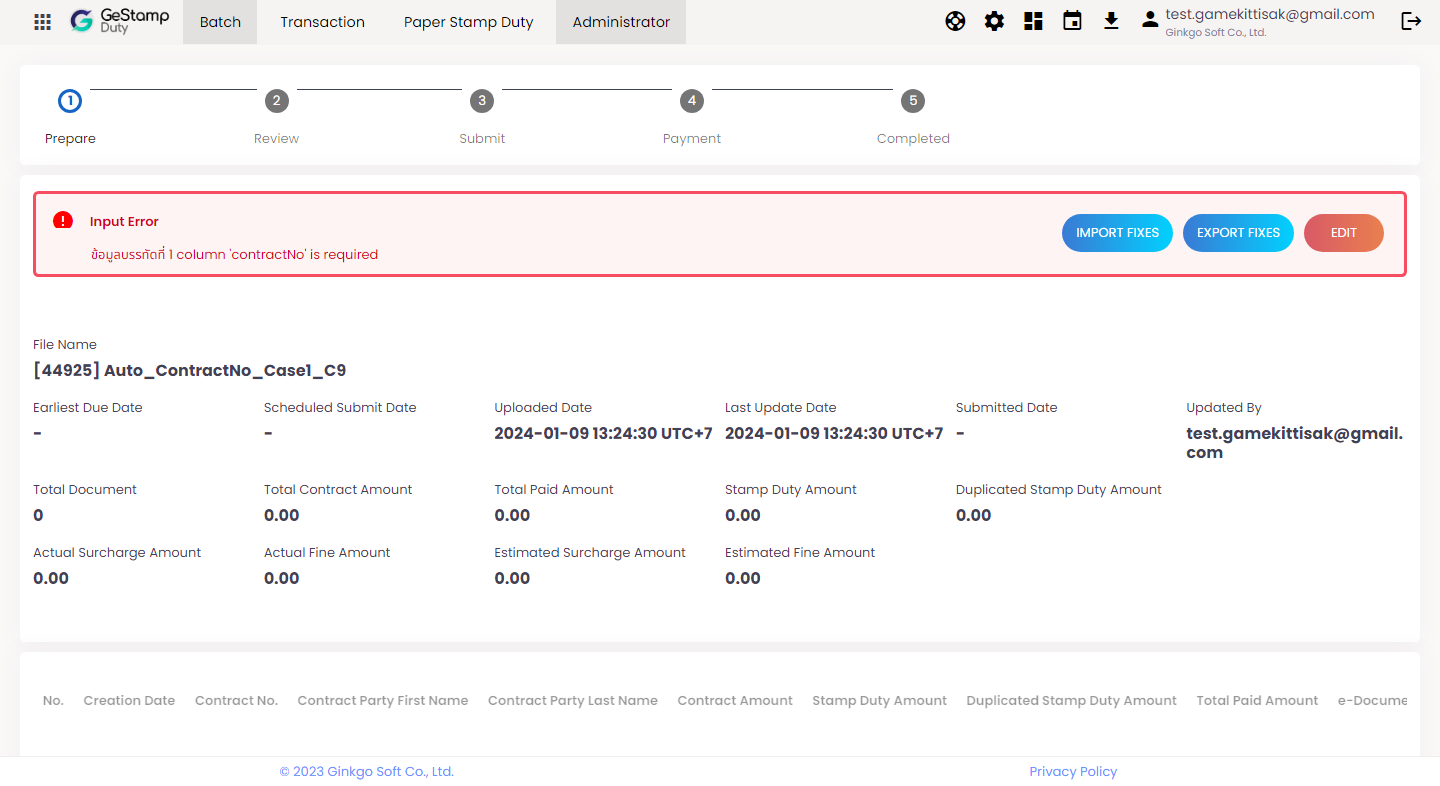 GeStamp
Duty
Batch
Transaction
Paper Stamp Duty
Administrator
test.gamekittisak@gmail.com
Ginkgo Soft Co., Ltd.
1
2
3
4
5
Prepare
Review
Submit
Payment
Completed
Input Error
ข้อมูลบรรทัดที่ 1 column 'contractNo' is required
IMPORT FIXES
EXPORT FIXES
EDIT
File Name
[44925] Auto_ContractNo_Case1_C9
Earliest Due Date
-
Scheduled Submit Date
-
Uploaded Date
2024-01-09 13:24:30 UTC+7
Last Update Date
2024-01-09 13:24:30 UTC+7
Submitted Date
-
Updated By
test.gamekittisak@gmail.
com
Total Document
0
Total Contract Amount
0.00
Total Paid Amount
0.00
Stamp Duty Amount
0.00
Duplicated Stamp Duty Amount
0.00
Actual Surcharge Amount
0.00
Actual Fine Amount
0.00
Estimated Surcharge Amount
0.00
Estimated Fine Amount
0.00
No. Creation Date Contract No. Contract Party First Name Contract Party Last Name Contract Amount Stamp Duty Amount Duplicated Stamp Duty Amount Total Paid Amount e-Docume
© 2023 Ginkgo Soft Co., Ltd.
Privacy Policy